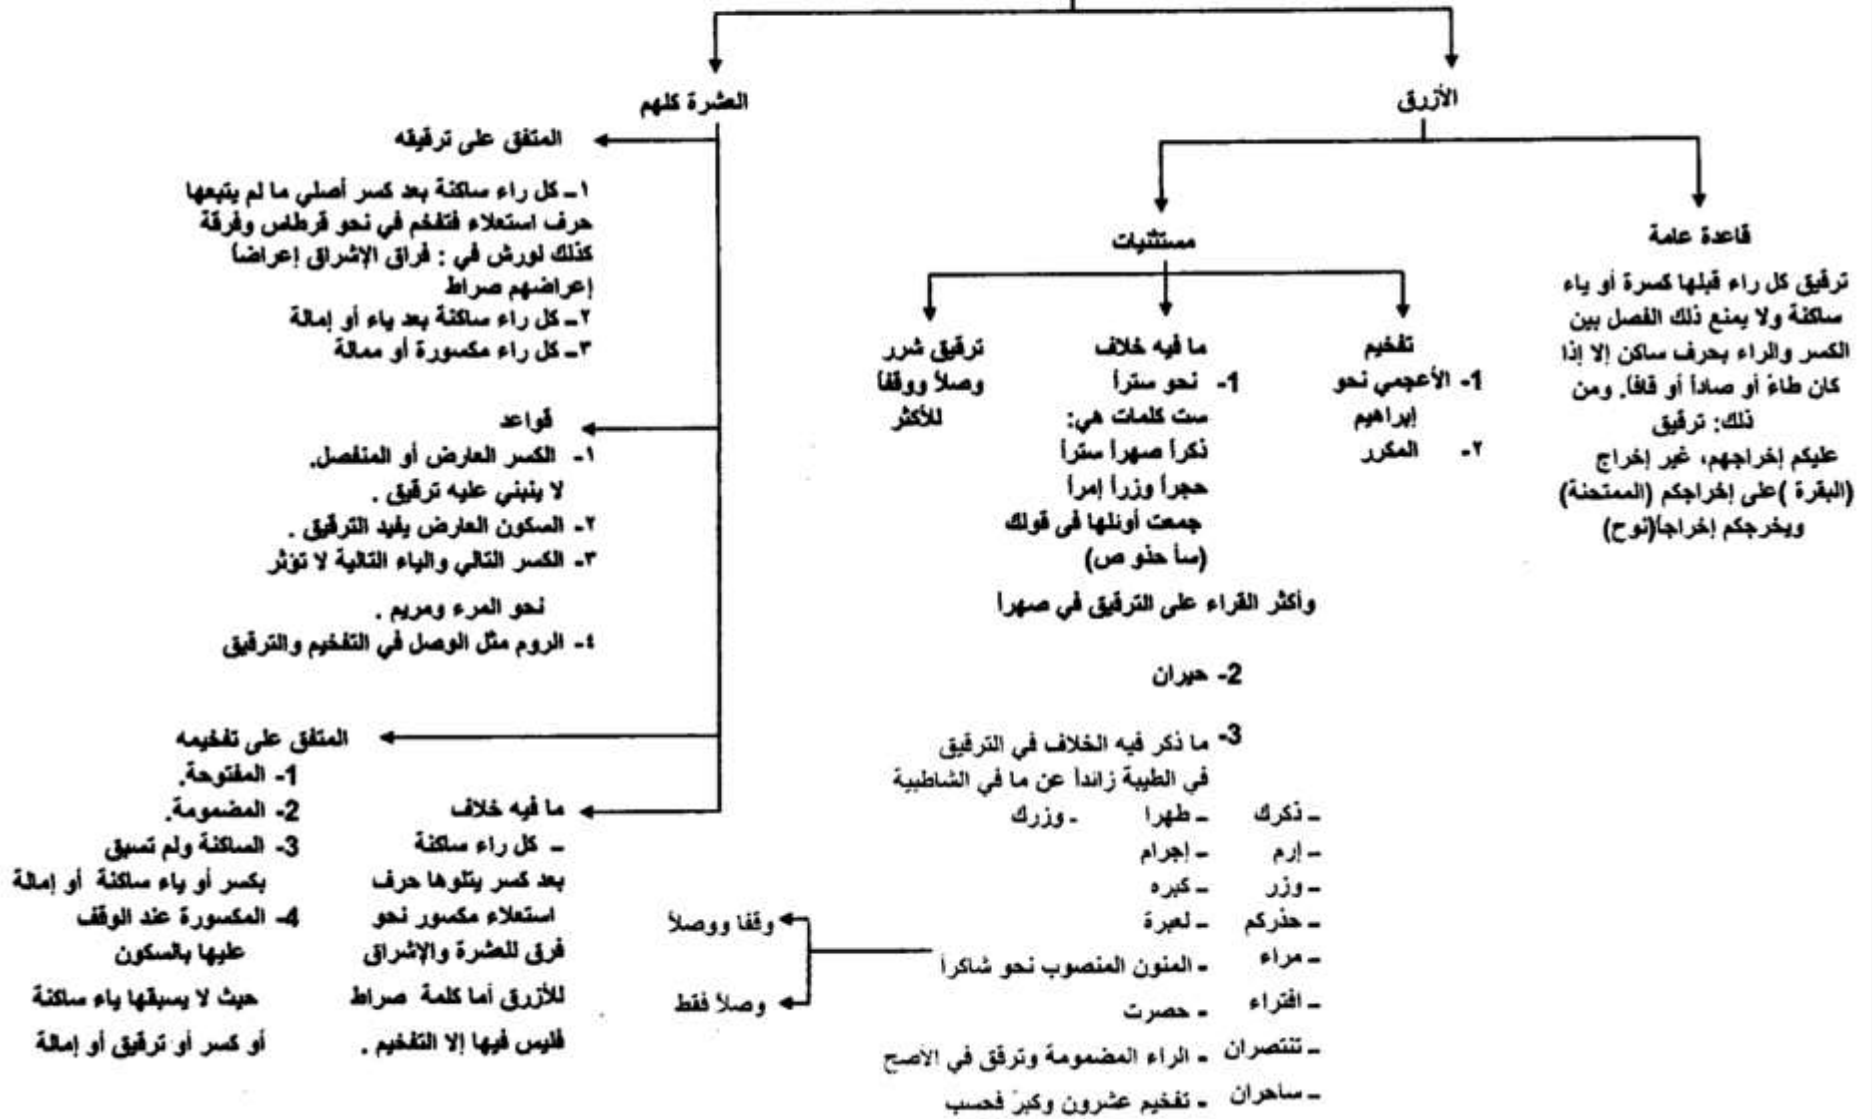 الأزرق
قاعدة عامة
ترقيق كل راء قبلها كسرة أو ياء
ساكنة ولا يمنع ذلك الفصل بين
الكسر والراء بحرف ساكن إلا إذا
كان طاءً أو صاداً أو قافاً. ومن
ذلك: ترقيق
عليكم إخراجهم، غير إخراج
(البقرة )على إخراجكم (الممتحنة)
ويخرجكم إخراجاً(نوح)
مستثنيات
تفخيم
1- الأعجمي نحو
إبراهيم
٢- المكرر
ما فيه خلاف
1- نحو ستراً
ست كلمات هي:
ذكراً صهراً ستراً
حجراً وزراً إمراً
جمعت أونلها في قولك
(سأ حذو ص)
وأكثر القراء على الترقيق في صهرا
2- حيران
3- ما ذكر فيه الخلاف في الترقيق
في الطيبة زائداً عن ما في الشاطبية
ـ ذكرك ـ طهرا ـ وزرك
ـ إرم ـ إجرام
ـ وزر ـ كبره
ـ حذركم ـ لعبرة
ـ مراء ـ المنون المنصوب نحو شاكراً
وقفا ووصلاً
وصلاً فقط
ـ افتراء ـ حصرت
ـ تنتصران ـ الراء المضمومة وترقق في الأصح
ـ ساحران ـ تفخيم عشرون وكبرٌ فحسب
ترقيق شرر
وصلاً ووقفاً
للأكثر
العشرة كلهم
المتفق على ترقيقه
١ـ كل راء ساكنة بعد كسر أصلي ما لم يتبعها
حرف استعلاء فتفخم في نحو قرطاس وفرقة
كذلك لورش في : فراق الإشراق إعراضاً
إعراضهم صراط
٢ـ كل راء ساكنة بعد ياء أو إمالة
٣ـ كل راء مكسورة أو ممالة
قواعد
١- الكسر العارض أو المنفصل.
لا ينبني عليه ترقيق .
٢- السكون العارض يفيد الترقيق .
٣- الكسر التالي والياء التالية لا تؤثر
نحو المرء ومريم .
٤- الروم مثل الوصل في التفخيم والترقيق
المتفق على تفخيمه
1- المفتوحة.
2- المضمومة.
3- الساكنة ولم تسبق
بكسر أو ياء ساكنة أو إمالة
4- المكسورة عند الوقف
عليها بالسكون
حيث لا يسبقها ياء ساكنة
أو كسر أو ترقيق أو إمالة
ما فيه خلاف
ـ كل راء ساكنة
بعد كسر يتلوها حرف
استعلاء مكسور نحو
فرق للعشرة والإشراق
للأزرق أما كلمة صراط
فليس فيها إلا التفخيم .